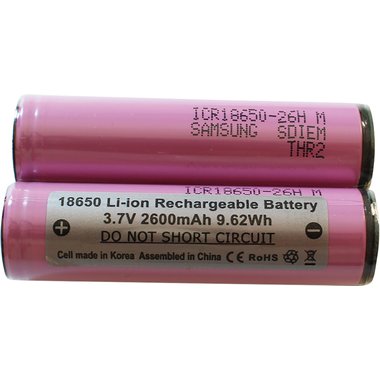 ICR18650-26H M
SAMSUNG SDIEM
THR2
ICR18650-26H M
18650 Li-ion Rechargeable Battery
3.7V 2600mAh 9.62Wh
DO NOT SHORT CIRCUIT
+ -
Cell made in Korea Assembled in China CE RoHS